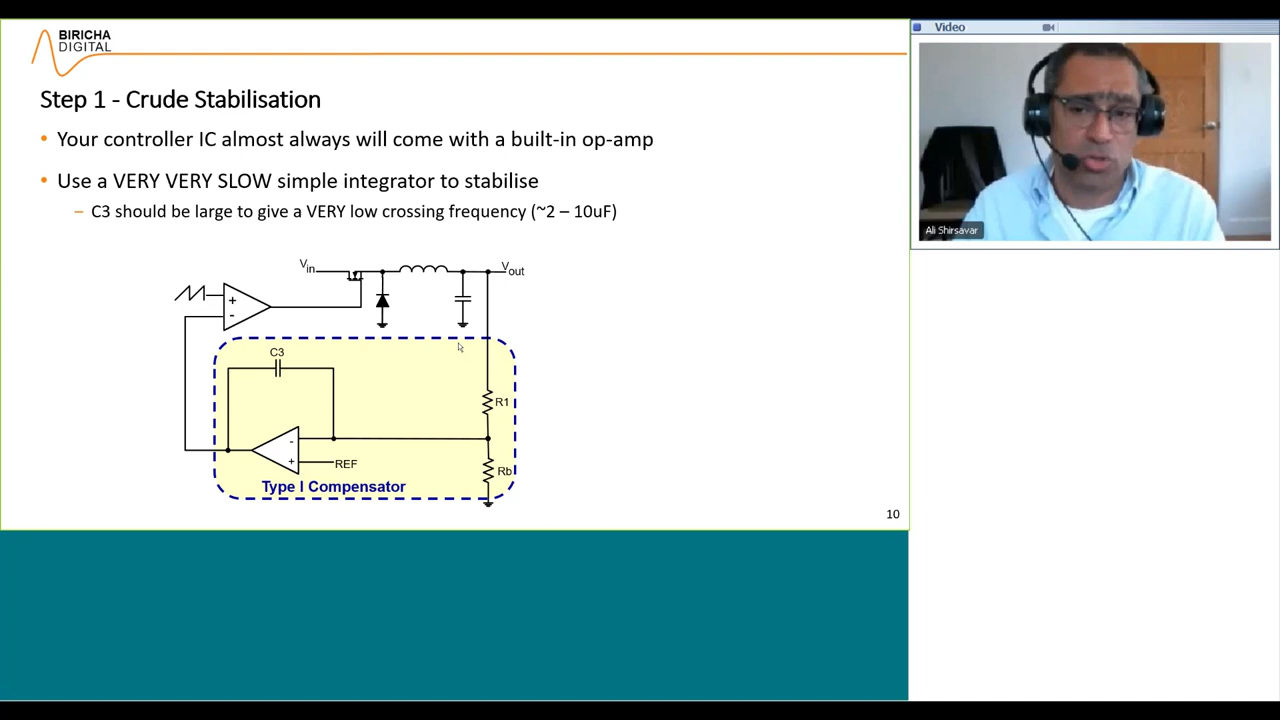 BIRICHA
DIGITAL
Video
Step 1 - Crude Stabilisation
• Your controller IC almost always will come with a built-in op-amp
• Use a VERY VERY SLOW simple integrator to stabilise
– C3 should be large to give a VERY low crossing frequency (~2 – 10uF)
Ali Shirsavar
Vin
Vout
+
-
C3
R1
-
+
REF
Rb
Type I Compensator
10